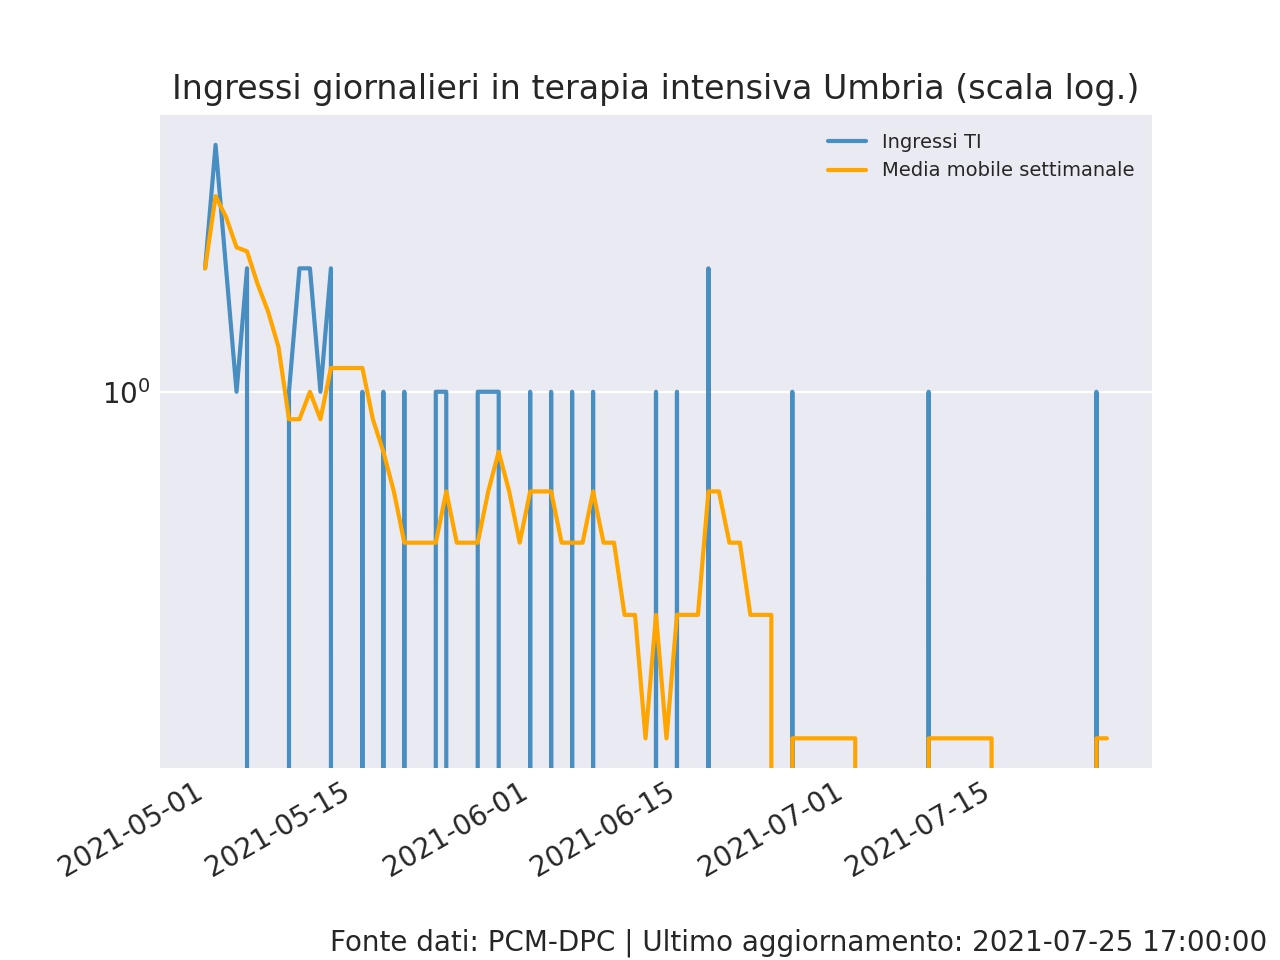 Ingressi giornalieri in terapia intensiva Umbria (scala log.)
Ingressi TI
Media mobile settimanale
10⁰
2021-05-01
2021-05-15
2021-06-01
2021-06-15
2021-07-01
2021-07-15
Fonte dati: PCM-DPC | Ultimo aggiornamento: 2021-07-25 17:00:00